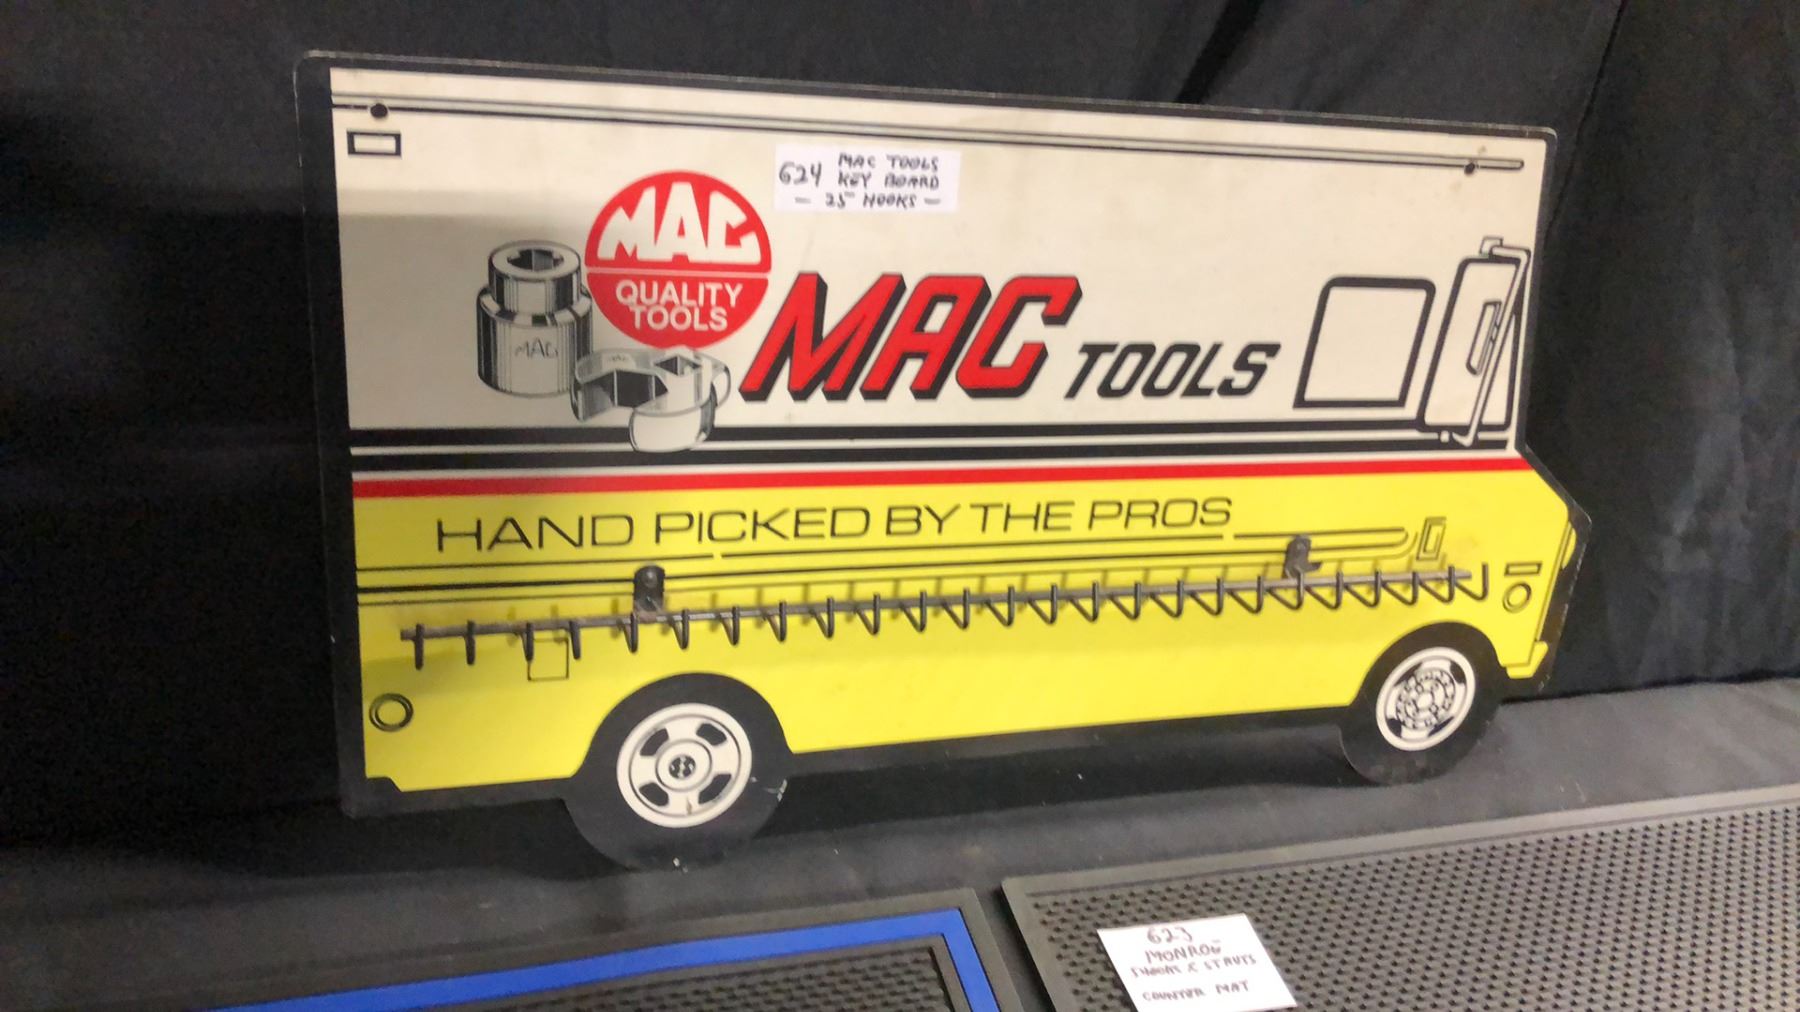 624 MAC TOOLS
KEY BOARD
- 25 HOOKS -
MAC
QUALITY
TOOLS
MAC
MAC TOOLS
HAND PICKED BY THE PROS
623
MONROE
SHOCKS & STRUTS
COUNTER MAT